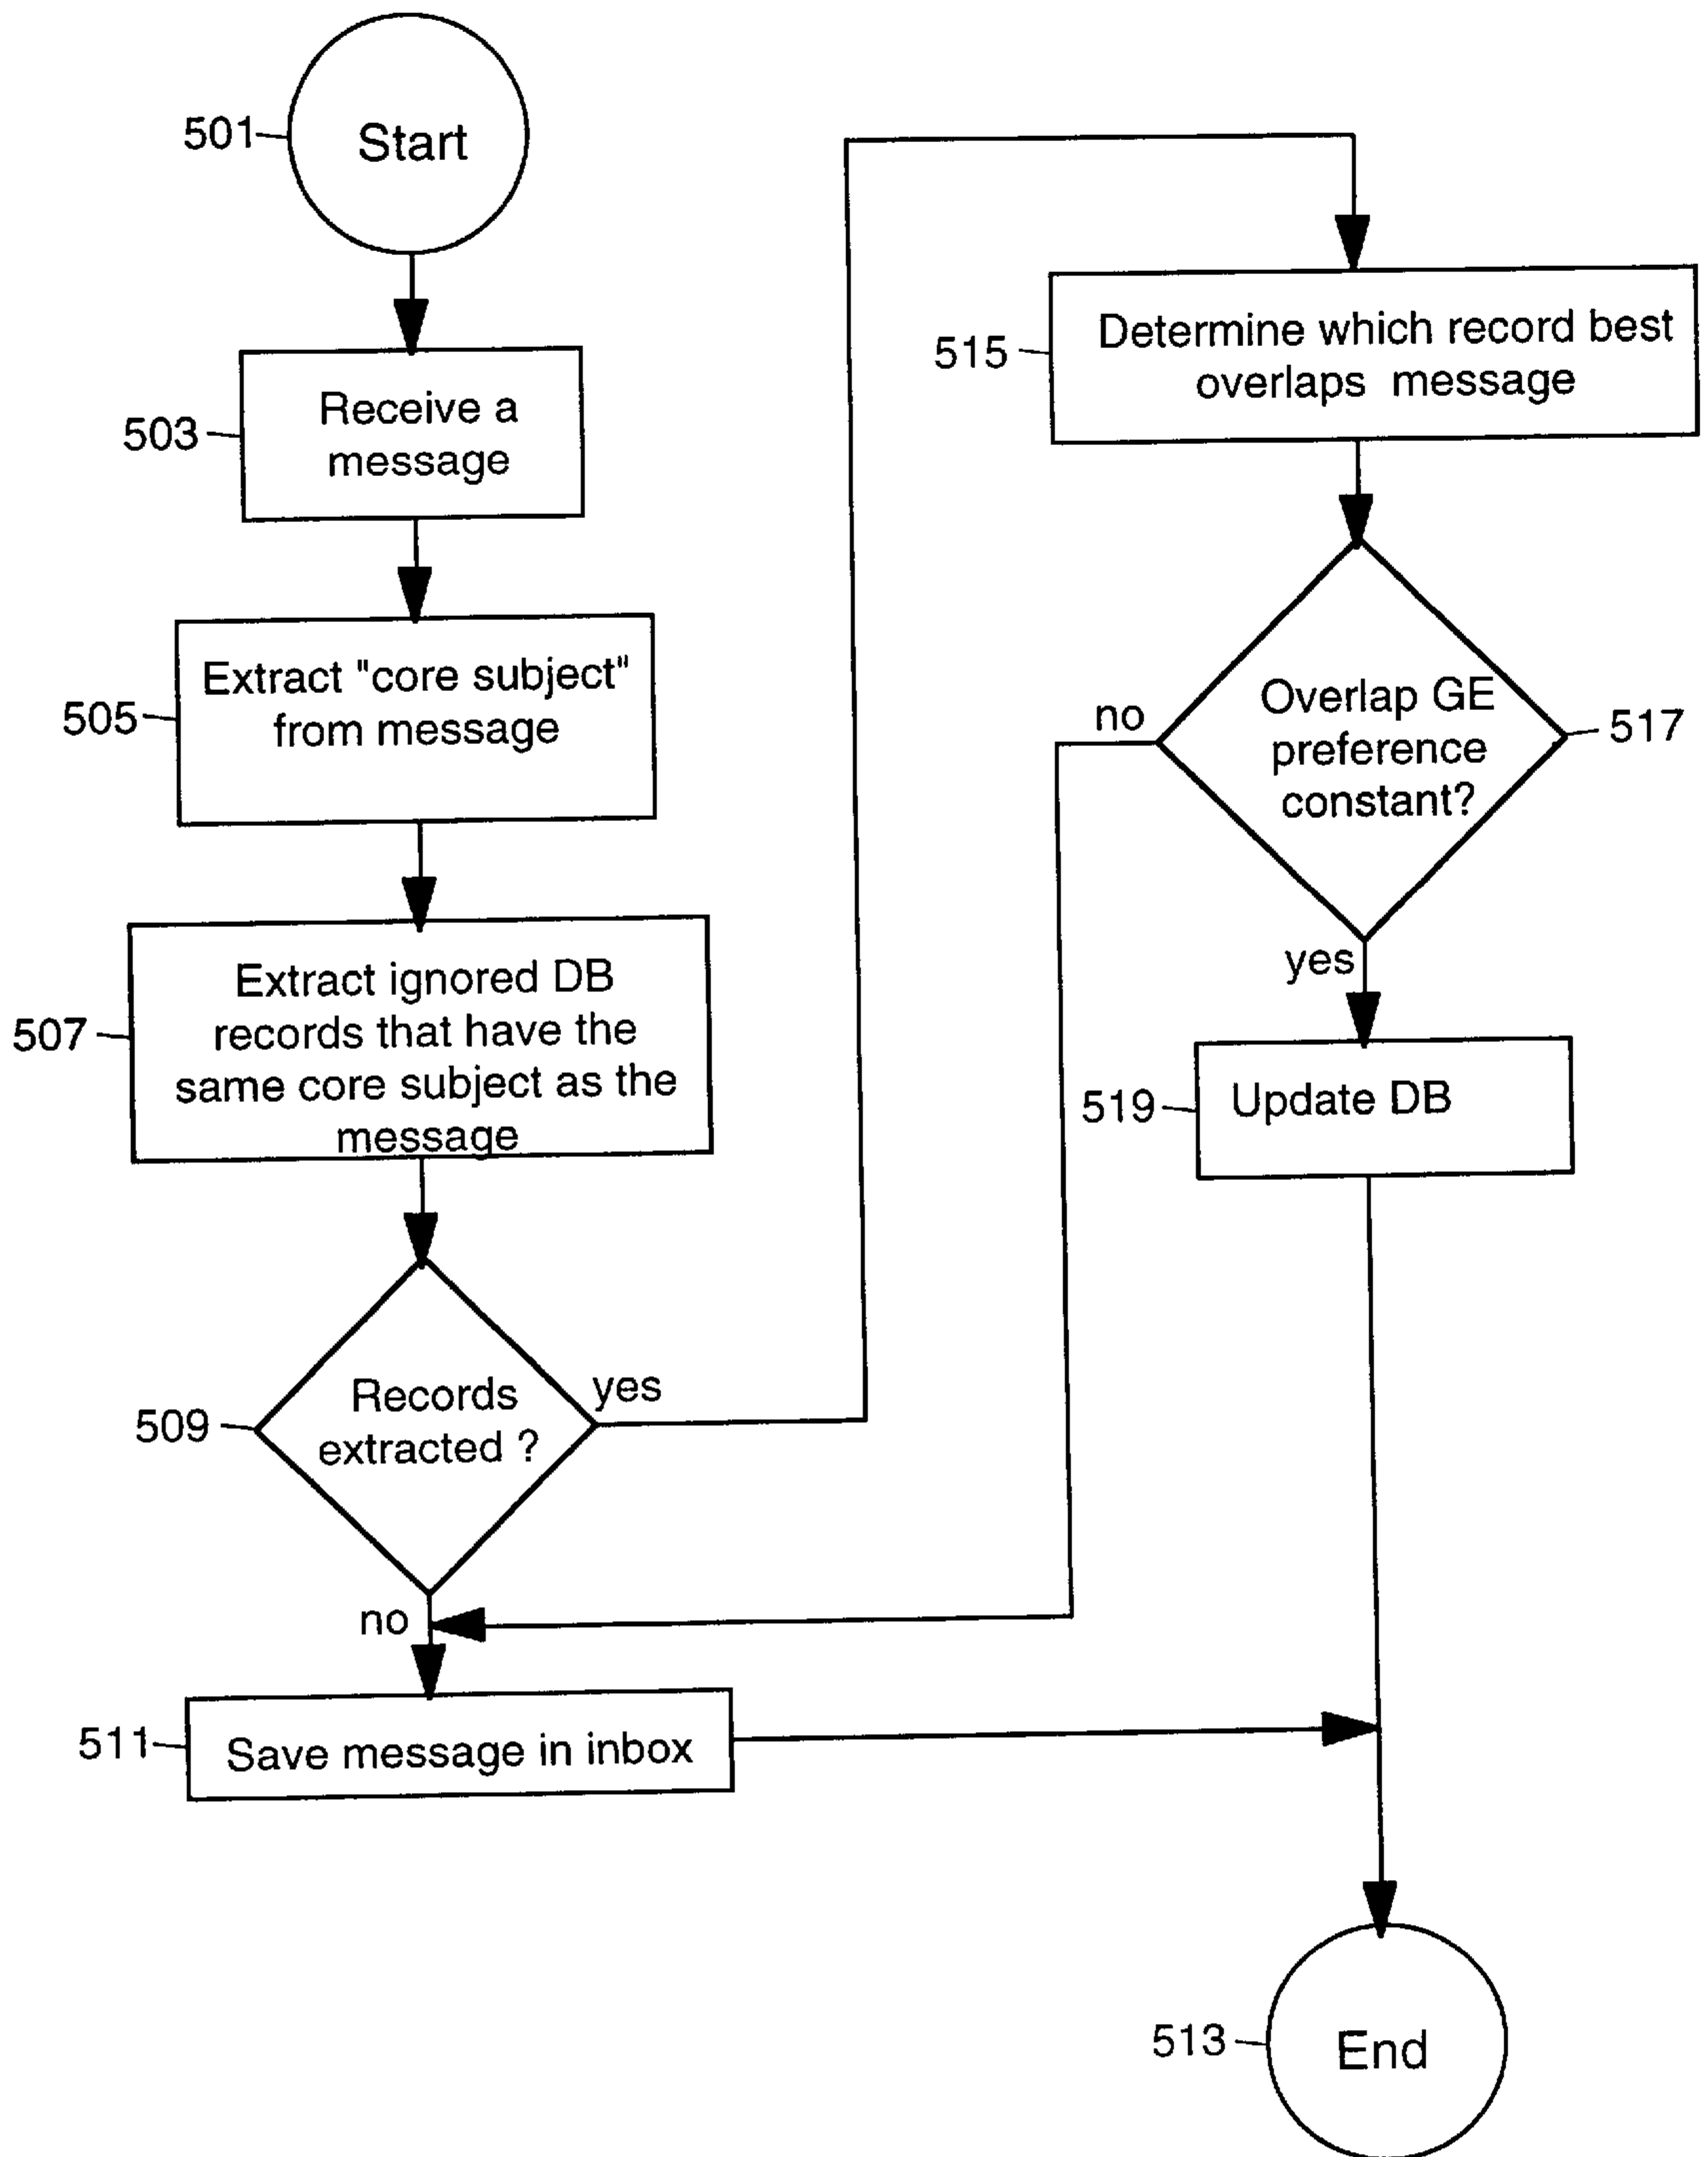 501
Start
503
Receive a
message
505
Extract "core subject"
from message
507
Extract ignored DB
records that have the
same core subject as the
message
509
Records
extracted ?
yes
no
511
Save message in inbox
515
Determine which record best
overlaps message
517
Overlap GE
preference
constant?
no
yes
519
Update DB
513
End